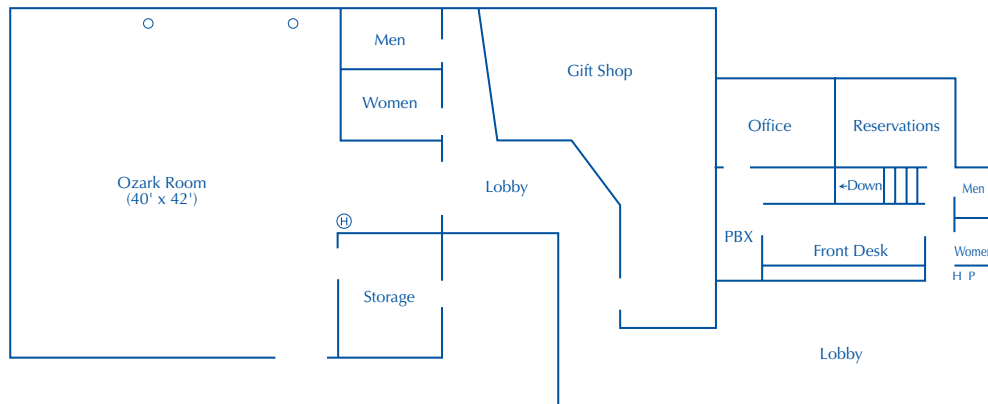 Men
Gift Shop
Women
Office
Reservations
Ozark Room
(40' x 42')
Lobby
←Down
Men
H
PBX
Front Desk
Women
H P
Storage
Lobby